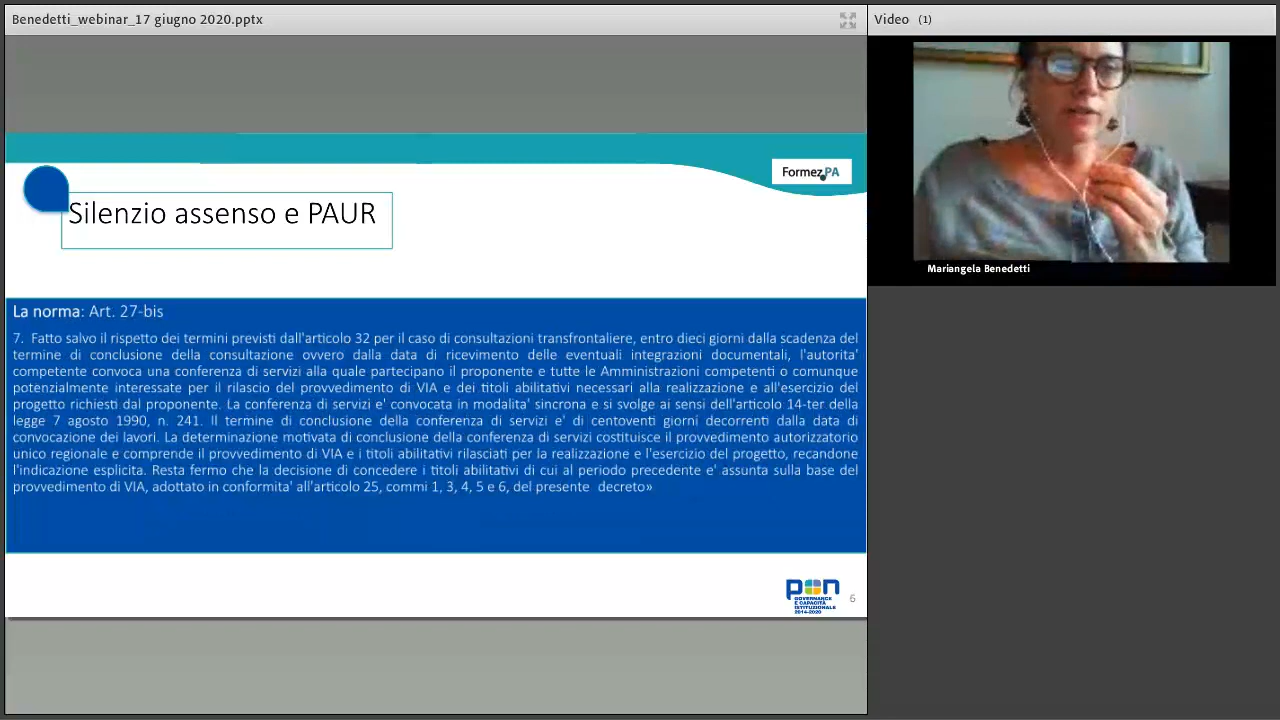 Benedetti_webinar_17 giugno 2020.pptx
Video (1)
Mariangela Benedetti
FormezPA
Silenzio assenso e PAUR
La norma: Art. 27-bis
7. Fatto salvo il rispetto dei termini previsti dall'articolo 32 per il caso di consultazioni transfrontaliere, entro dieci giorni dalla scadenza del
termine di conclusione della consultazione ovvero dalla data di ricevimento delle eventuali integrazioni documentali, l'autorita'
competente convoca una conferenza di servizi alla quale partecipano il proponente e tutte le Amministrazioni competenti o comunque
potenzialmente interessate per il rilascio del provvedimento di VIA e dei titoli abilitativi necessari alla realizzazione e all'esercizio del
progetto richiesti dal proponente. La conferenza di servizi e' convocata in modalita' sincrona e si svolge ai sensi dell'articolo 14-ter della
legge 7 agosto 1990, n. 241. Il termine di conclusione della conferenza di servizi e' di centoventi giorni decorrenti dalla data di
convocazione dei lavori. La determinazione motivata di conclusione della conferenza di servizi costituisce il provvedimento autorizzatorio
unico regionale e comprende il provvedimento di VIA e i titoli abilitativi rilasciati per la realizzazione e l'esercizio del progetto, recandone
l'indicazione esplicita. Resta fermo che la decisione di concedere i titoli abilitativi di cui al periodo precedente e' assunta sulla base del
provvedimento di VIA, adottato in conformita' all'articolo 25, commi 1, 3, 4, 5 e 6, del presente decreto»
pon
GOVERNANCE
E CAPACITÀ
ISTITUZIONALE
2014-2020
6